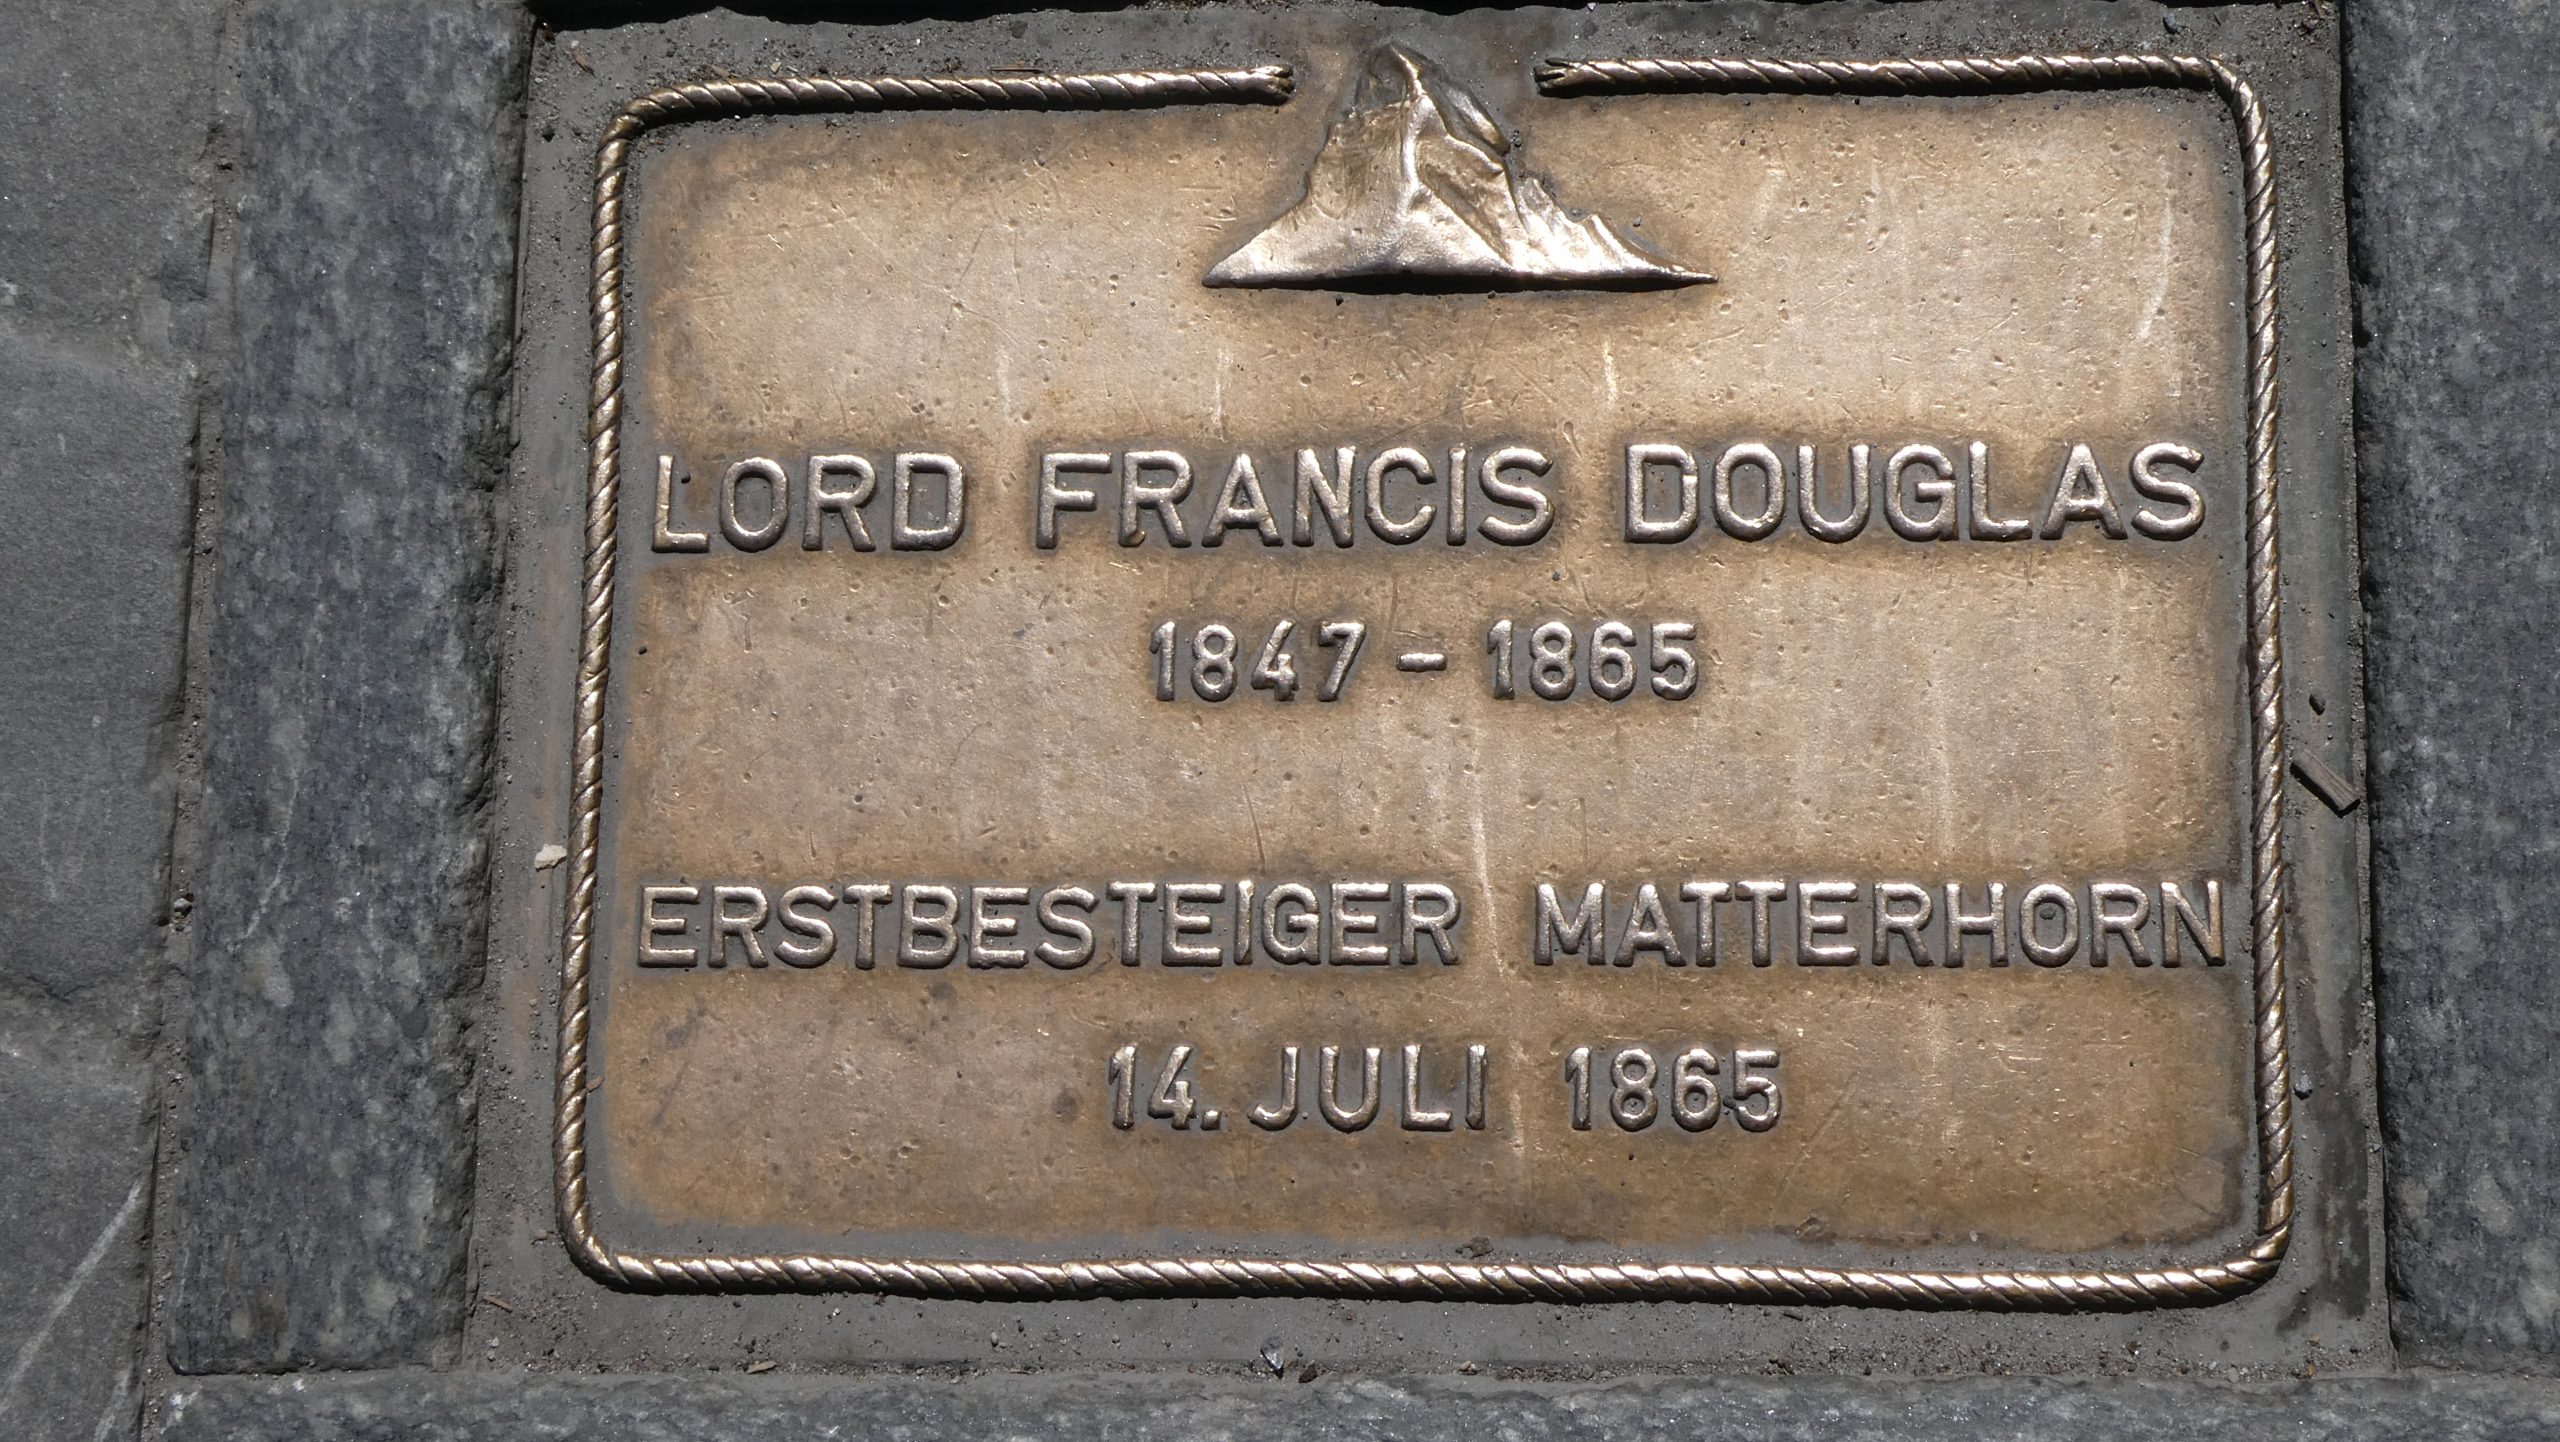 LORD FRANCIS DOUGLAS
1847 - 1865
ERSTBESTEIGER MATTERHORN
14. JULI 1865